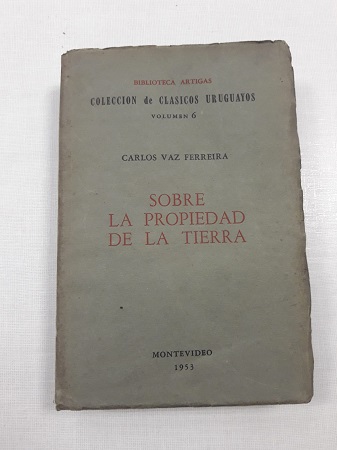 BIBLIOTECA ARTIGAS
COLECCION de CLASICOS URUGUAYOS
VOLUMEN 6
CARLOS VAZ FERREIRA
SOBRE
LA PROPIEDAD
DE LA TIERRA
MONTEVIDEO
1953